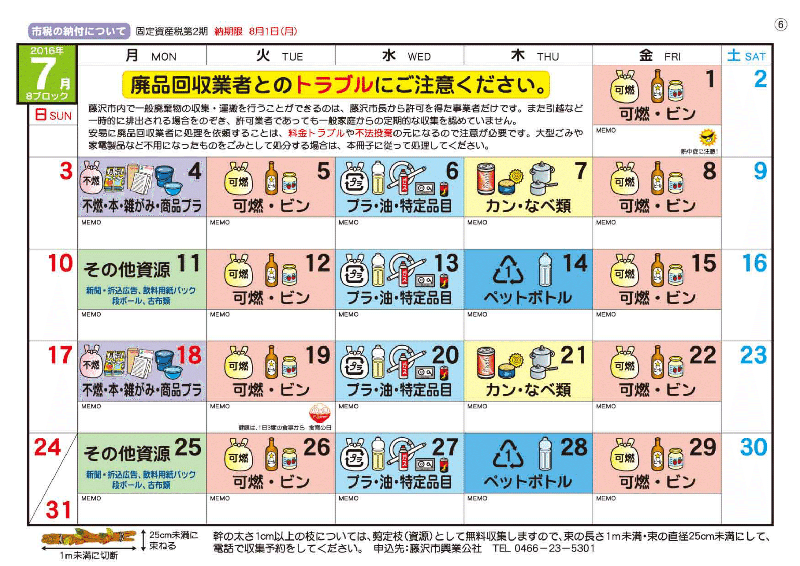 市税の納付について 固定資産税第2期 納期限 8月1日(月)
⑥
2016年
7月
8ブロック
日 SUN
月 MON
火 TUE
水 WED
木 THU
金 FRI
土 SAT
廃品回収業者とのトラブルにご注意ください。
藤沢市内で一般廃棄物の収集・運搬を行うことができるのは、藤沢市長から許可を得た事業者だけです。また引越など
一時的に排出される場合をのぞき、許可業者であっても一般家庭からの定期的な収集を認めていません。
安易に廃品回収業者に処理を依頼することは、料金トラブルや不法投棄の元になるので注意が必要です。大型ごみや
家電製品など不用になったものをごみとして処分する場合は、本冊子に従って処理してください。
可燃 1
可燃・ビン
MEMO
熱中症に注意!
2
3
不燃 4
不燃・本・雑がみ・商品プラ
MEMO
可燃 5
可燃・ビン
MEMO
プラ 6
プラ・油・特定品目
MEMO
7
カン・なべ類
MEMO
可燃 8
可燃・ビン
MEMO
9
10
その他資源 11
新聞・折込広告、飲料用紙パック
段ボール、古布類
MEMO
可燃 12
可燃・ビン
MEMO
プラ 13
プラ・油・特定品目
MEMO
1 14
ペットボトル
MEMO
可燃 15
可燃・ビン
MEMO
16
17
不燃 18
不燃・本・雑がみ・商品プラ
MEMO
可燃 19
可燃・ビン
MEMO
健康は、1日3度の食事から 食育の日
プラ 20
プラ・油・特定品目
MEMO
21
カン・なべ類
MEMO
可燃 22
可燃・ビン
MEMO
23
24
31
その他資源 25
新聞・折込広告、飲料用紙パック
段ボール、古布類
MEMO
可燃 26
可燃・ビン
MEMO
プラ 27
プラ・油・特定品目
MEMO
1 28
ペットボトル
MEMO
可燃 29
可燃・ビン
MEMO
30
25cm未満に
束ねる
1m未満に切断
幹の太さ1cm以上の枝については、剪定枝(資源)として無料収集しますので、束の長さ1m未満・束の直径25cm未満にして、
電話で収集予約をしてください。 申込先:藤沢市興業公社 TEL 0466-23-5301